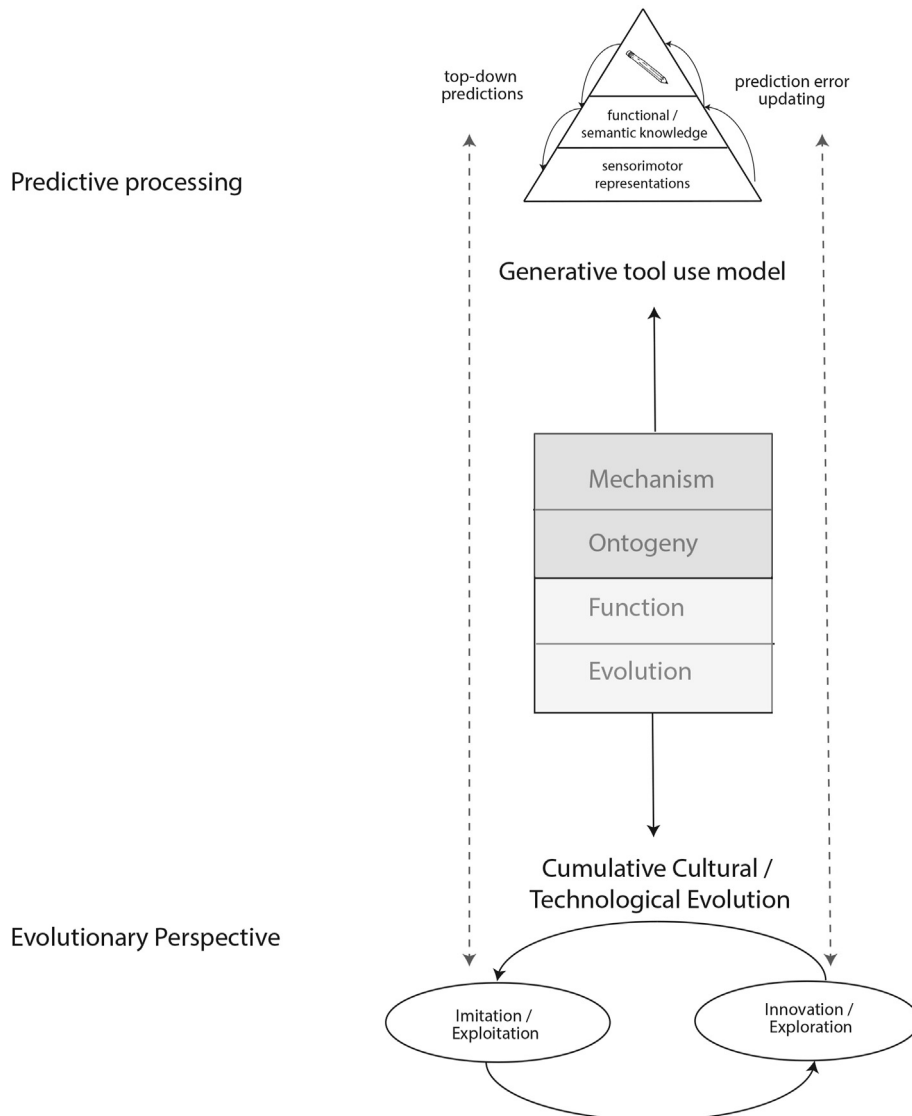 top-down
predictions
prediction error
updating
functional /
semantic knowledge
sensorimotor
representations
Predictive processing
Generative tool use model
Mechanism
Ontogeny
Function
Evolution
Cumulative Cultural /
Technological Evolution
Evolutionary Perspective
Imitation /
Exploitation
Innovation /
Exploration